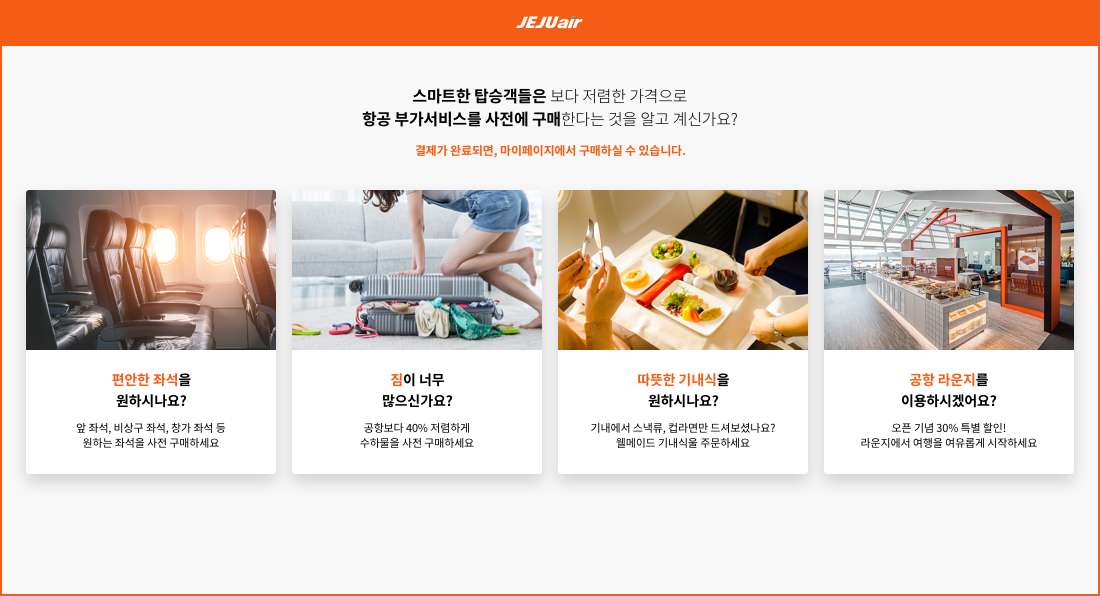 JEJUair
스마트한 탑승객들은 보다 저렴한 가격으로
항공 부가서비스를 사전에 구매한다는 것을 알고 계신가요?
결제가 완료되면, 마이페이지에서 구매하실 수 있습니다.
편안한 좌석을
원하시나요?
앞 좌석, 비상구 좌석, 창가 좌석 등
원하는 좌석을 사전 구매하세요
짐이 너무
많으신가요?
공항보다 40% 저렴하게
수하물을 사전 구매하세요
따뜻한 기내식을
원하시나요?
기내에서 스낵류, 컵라면만 드셔보셨나요?
웰메이드 기내식울 주문하세요
공항 라운지를
이용하시겠어요?
오픈 기념 30% 특별 할인!
라운지에서 여행을 여유롭게 시작하세요